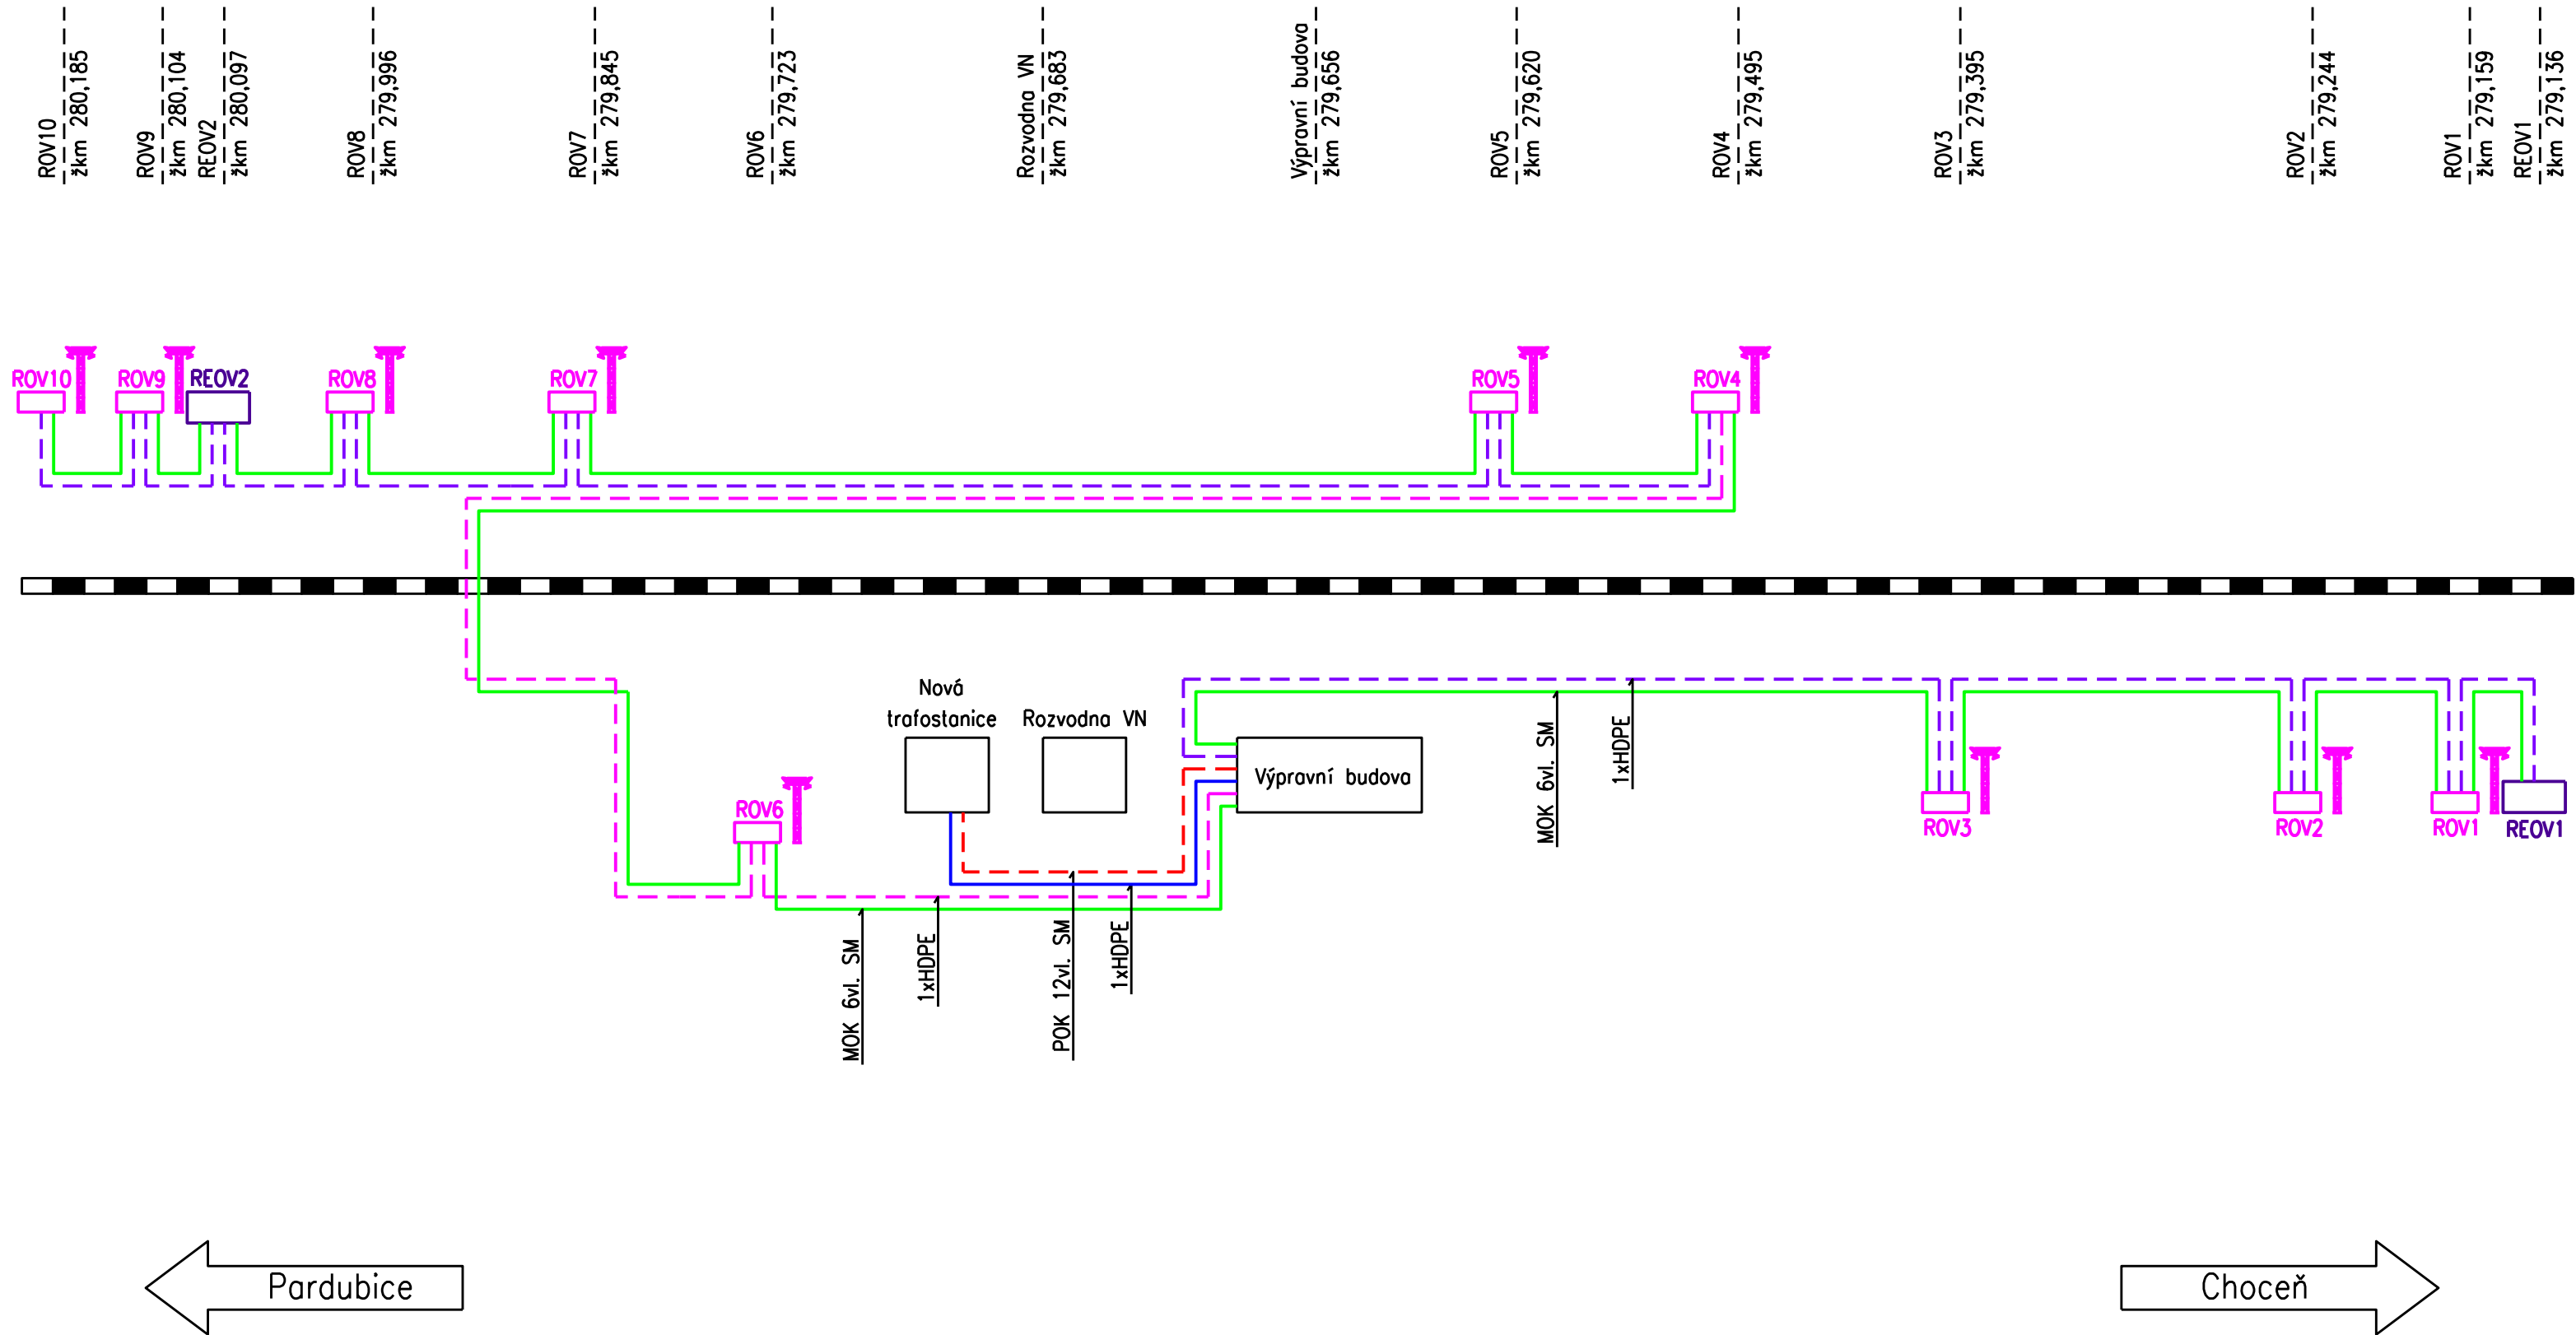 ROV10
žkm 280,185
ROV9
žkm 280,104
REOV2
žkm 280,097
ROV8
žkm 279,996
ROV7
žkm 279,845
ROV6
žkm 279,723
Rozvodna VN
žkm 279,683
Výpravní budova
žkm 279,656
ROV5
žkm 279,620
ROV4
žkm 279,495
ROV3
žkm 279,395
ROV2
žkm 279,244
ROV1
žkm 279,159
REOV1
žkm 279,136
ROV10
ROV9
REOV2
ROV8
ROV7
ROV5
ROV4
Nová
trafostanice
Rozvodna VN
Výpravní budova
MOK 6vl. SM
1xHDPE
ROV6
ROV3
ROV2
ROV1
REOV1
MOK 6vl. SM
1xHDPE
POK 12vl. SM
1xHDPE
Pardubice
Choceň